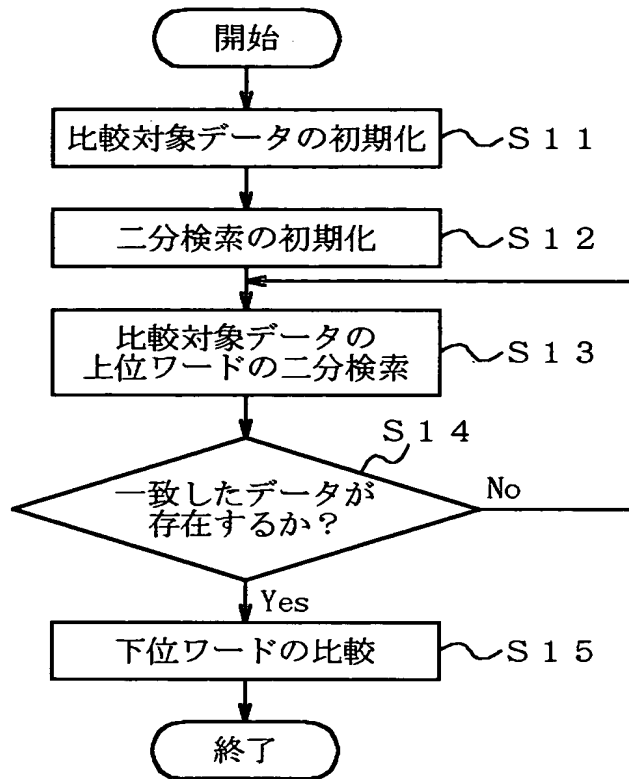 開始
比較対象データの初期化
S11
二分検索の初期化
S12
比較対象データの
上位ワードの二分検索
S13
S14
一致したデータが
存在するか？
No
Yes
下位ワードの比較
S15
終了